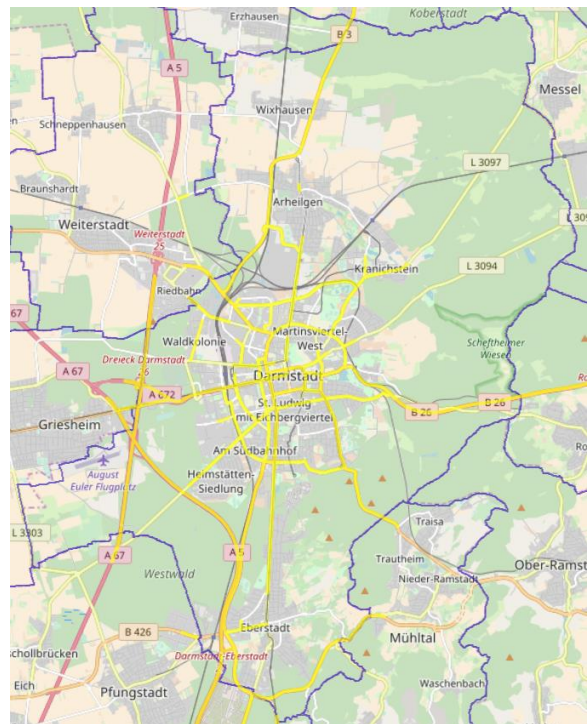 Erzhausen
Koberstadt
B 3
A 5
Messel
Wixhausen
Schneppenhausen
L 3097
Braunshardt
Arheilgen
Weiterstadt
Weiterstadt
25
Kranichstein
L 3094
Riedbahn
67
Martinsviertel-
West
Waldkolonie
Scheftheimer
Wiesen
Dreieck Darmstadt
A 67
Darmstadt
A 672
St. Ludwig
mit Eichbergviertel
B 26
B 26
Griesheim
Am Südbahnhof
August
Euler Flugplatz
Heimstätten-
Siedlung
L 3303
Traisa
A 67
A 5
Trautheim
Westwald
Nieder-Ramstadt
Ober-Ramst
B 426
Eberstadt
Mühltal
schollbrücken
Darmstadt-Eberstadt
Eich
Pfungstadt
Waschenbach